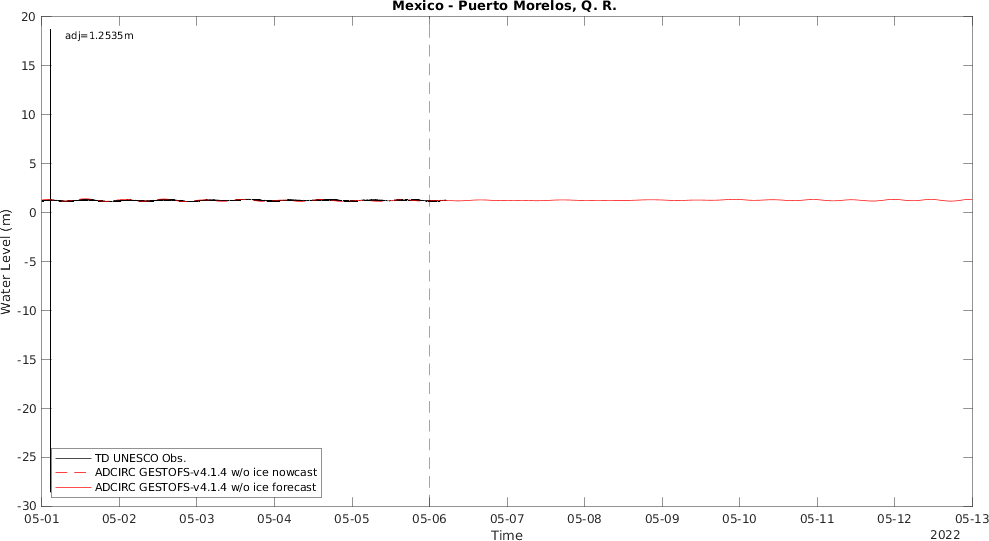 Mexico - Puerto Morelos, Q. R.
20
adj=1.2535m
15
10
5
0
-5
-10
-15
-20
-25
-30
Water Level (m)
TD UNESCO Obs.
ADCIRC GESTOFS-v4.1.4 w/o ice nowcast
ADCIRC GESTOFS-v4.1.4 w/o ice forecast
05-01 05-02 05-03 05-04 05-05 05-06 05-07 05-08 05-09 05-10 05-11 05-12 05-13
Time
2022